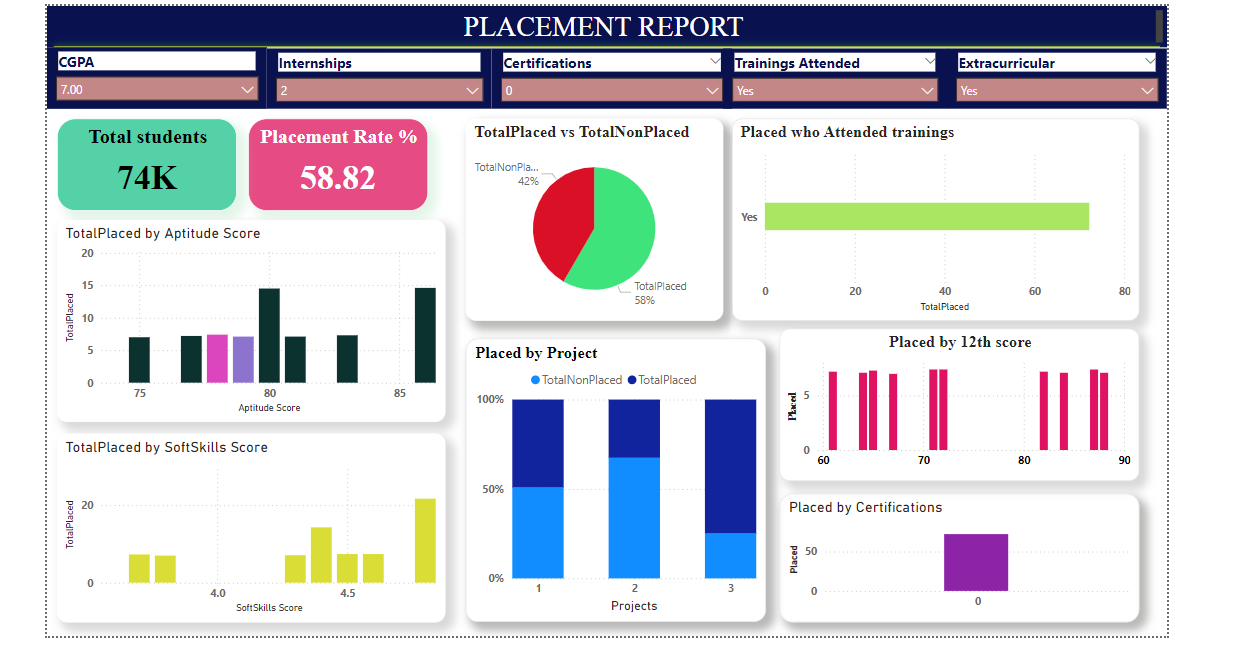 PLACEMENT REPORT
CGPA
7.00
Internships
2
Certifications
0
Trainings Attended
Yes
Extracurricular
Yes
Total students
74K
Placement Rate %
58.82
TotalPlaced vs TotalNonPlaced
TotalNonPla...
42%
TotalPlaced
58%
Placed who Attended trainings
Yes
0 20 40 60 80
TotalPlaced
TotalPlaced by Aptitude Score
TotalPlaced
20
15
10
5
0
75 80 85
Aptitude Score
Placed by Project
TotalNonPlaced TotalPlaced
100%
50%
0%
1 2 3
Projects
Placed by 12th score
Placed
5
0
60 70 80 90
TotalPlaced by SoftSkills Score
TotalPlaced
20
0
4.0 4.5
SoftSkills Score
Placed by Certifications
Placed
50
0
0